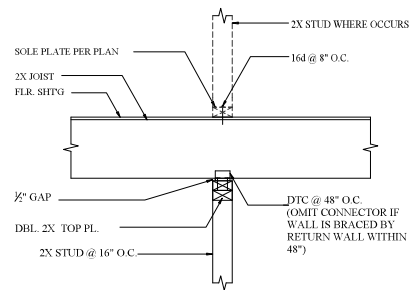 2X STUD WHERE OCCURS
SOLE PLATE PER PLAN
16d @ 8" O.C.
2X JOIST
FLR. SHT'G
½" GAP
DTC @ 48" O.C.
(OMIT CONNECTOR IF
WALL IS BRACED BY
RETURN WALL WITHIN
48")
DBL. 2X TOP PL.
2X STUD @ 16" O.C.